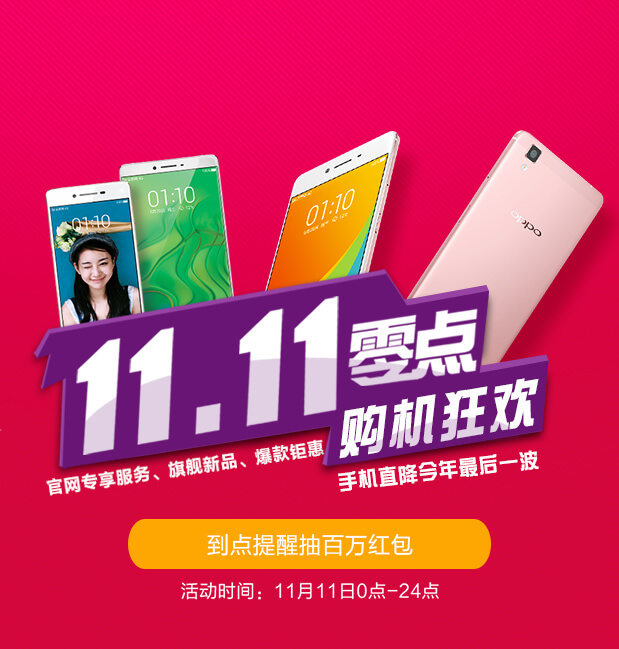 01:10
01:10
01:10
oppo
11.11 零点
购机狂欢
官网专享服务、旗舰新品、爆款钜惠
手机直降今年最后一波
到点提醒抽百万红包
活动时间：11月11日0点-24点